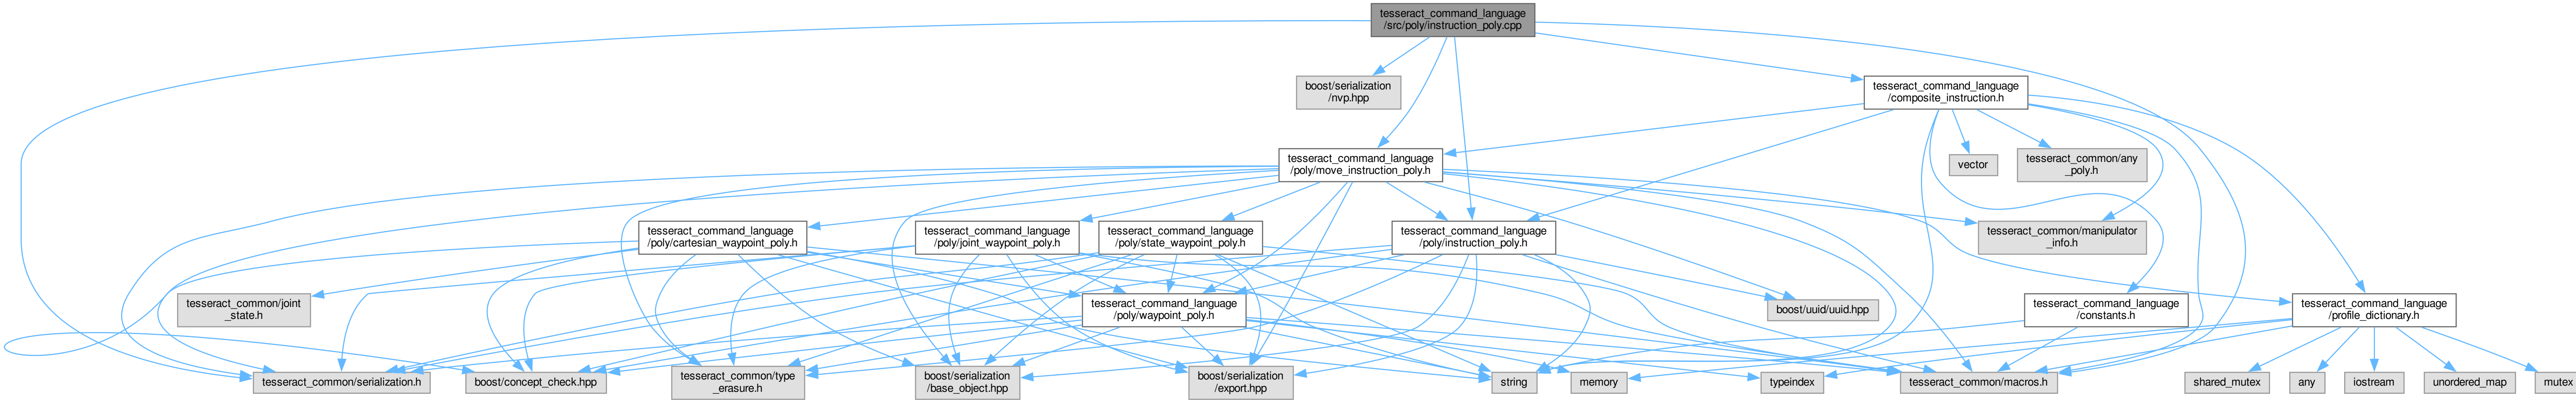 tesseract_command_language
/src/poly/instruction_poly.cpp
boost/serialization
/nvp.hpp
tesseract_command_language
/composite_instruction.h
tesseract_command_language
/poly/move_instruction_poly.h
vector
tesseract_common/any
_poly.h
tesseract_command_language
/poly/cartesian_waypoint_poly.h
tesseract_command_language
/poly/joint_waypoint_poly.h
tesseract_command_language
/poly/state_waypoint_poly.h
tesseract_command_language
/poly/instruction_poly.h
tesseract_common/manipulator
_info.h
tesseract_common/joint
_state.h
tesseract_command_language
/poly/waypoint_poly.h
boost/uuid/uuid.hpp
tesseract_command_language
/constants.h
tesseract_command_language
/profile_dictionary.h
tesseract_common/serialization.h
boost/concept_check.hpp
tesseract_common/type
_erasure.h
boost/serialization
/base_object.hpp
boost/serialization
/export.hpp
string
memory
typeindex
tesseract_common/macros.h
shared_mutex
any
iostream
unordered_map
mutex